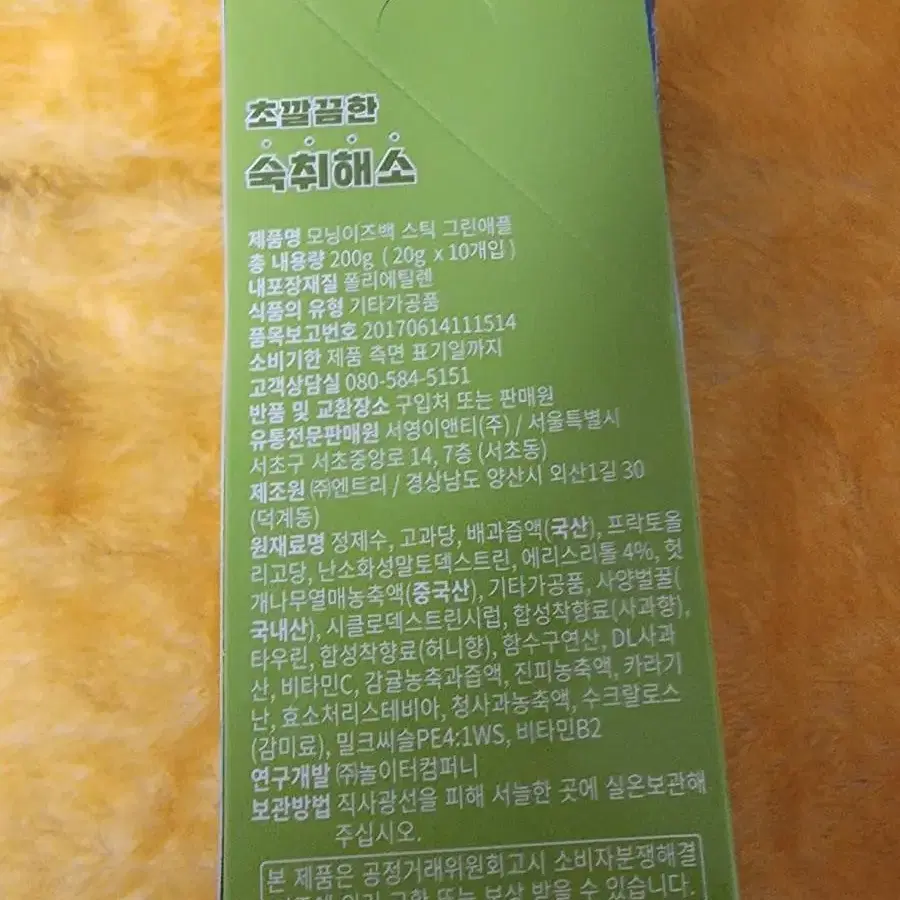 초깔끔한
숙취해소
제품명 모닝이즈백 스틱 그린애플
총 내용량 200g ( 20g x 10개입 )
내포장재질 폴리에틸렌
식품의 유형 기타가공품
품목보고번호 20170614111514
소비기한 제품 측면 표기일까지
고객상담실 080-584-5151
반품 및 교환장소 구입처 또는 판매원
유통전문판매원 서영이앤티(주) / 서울특별시
서초구 서초중앙로 14, 7층 (서초동)
제조원 ㈜엔트리 / 경상남도 양산시 외산1길 30
(덕계동)
원재료명 정제수, 고과당, 배과즙액(국산), 프락토올
리고당, 난소화성말토덱스트린, 에리스리톨 4%, 헛
개나무열매농축액(중국산), 기타가공품, 사양벌꿀(
국내산), 시클로덱스트린시럽, 합성착향료(사과향),
타우린, 합성착향료(허니향), 함수구연산, DL사과
산, 비타민C, 감귤농축과즙액, 진피농축액, 카라기
난, 효소처리스테비아, 청사과농축액, 수크랄로스
(감미료), 밀크씨슬PE4:1WS, 비타민B2
연구개발 ㈜놀이터컴퍼니
보관방법 직사광선을 피해 서늘한 곳에 실온보관해
주십시오.
본 제품은 공정거래위원회고시 소비자분쟁해결
교환 또는 보상 받을 수 있습니다.